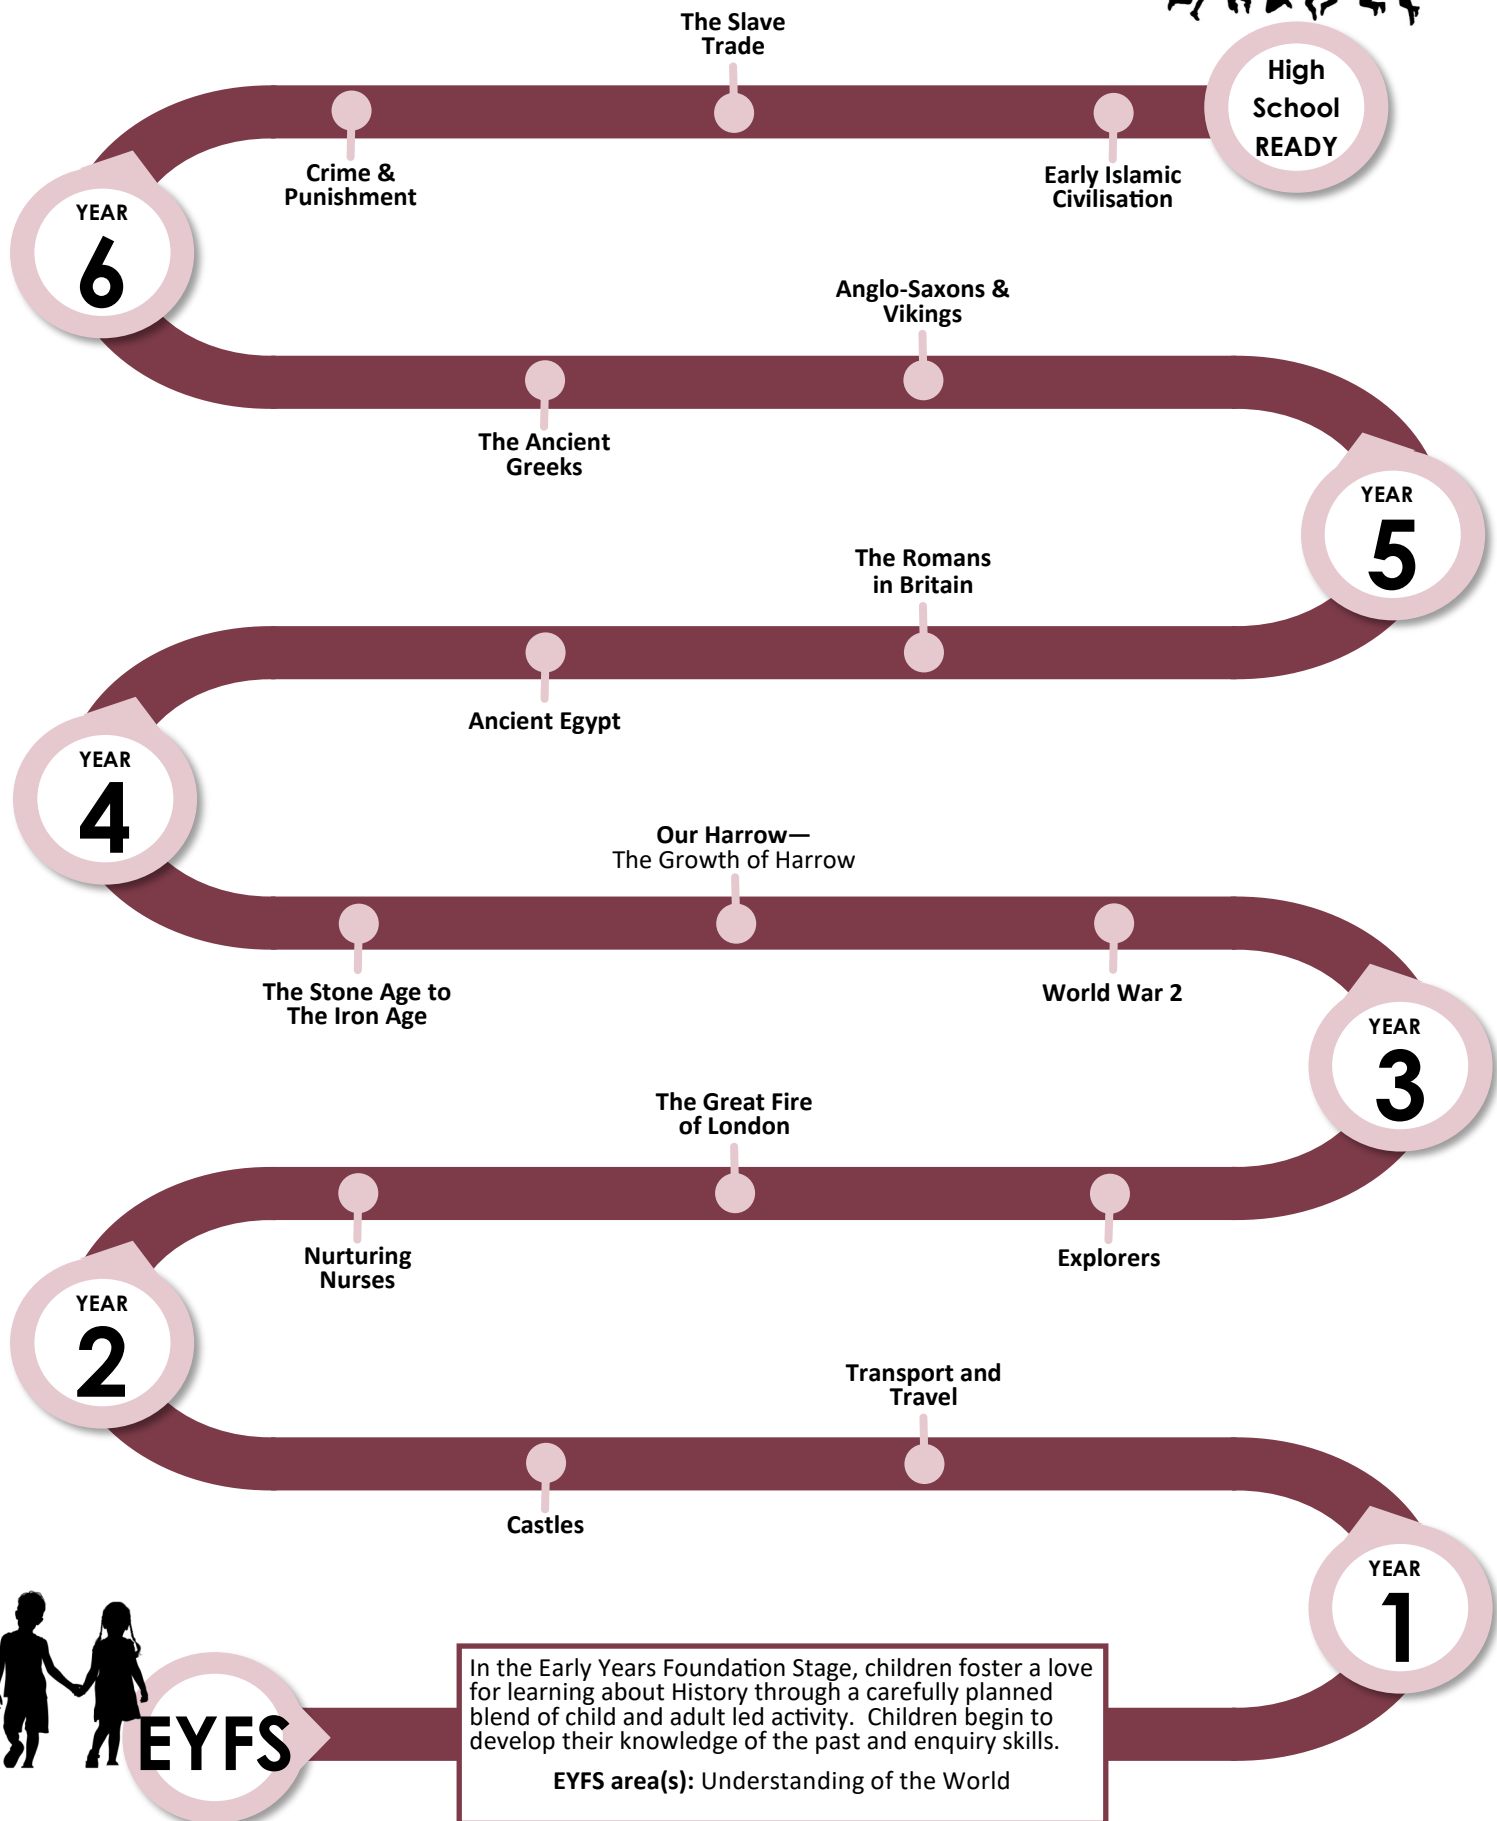 The Slave
Trade
High
School
READY
Crime &
Punishment
Early Islamic
Civilisation
YEAR
6
Anglo-Saxons &
Vikings
The Ancient
Greeks
YEAR
5
The Romans
in Britain
Ancient Egypt
YEAR
4
Our Harrow—
The Growth of Harrow
The Stone Age to
The Iron Age
World War 2
YEAR
3
The Great Fire
of London
Nurturing
Nurses
Explorers
YEAR
2
Transport and
Travel
Castles
YEAR
1
In the Early Years Foundation Stage, children foster a love
for learning about History through a carefully planned
blend of child and adult led activity.  Children begin to
develop their knowledge of the past and enquiry skills.
EYFS area(s): Understanding of the World
EYFS